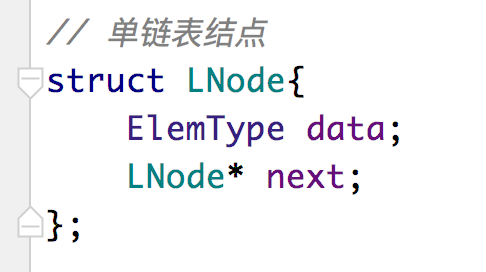 // 单链表结点
struct LNode{
    ElemType data;
    LNode* next;
};